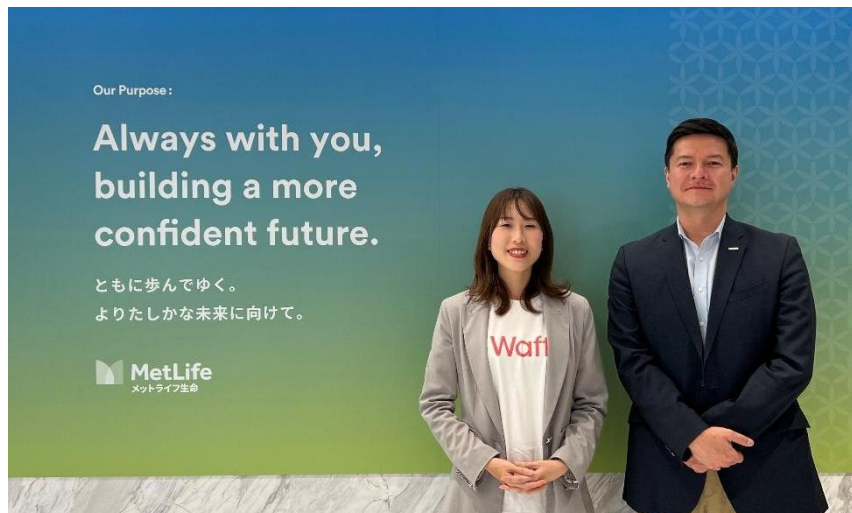 Our Purpose :
Always with you,
building a more
confident future.
ともに歩んでゆく。
よりたしかな未来に向けて。
MetLife
メットライフ生命
Waff